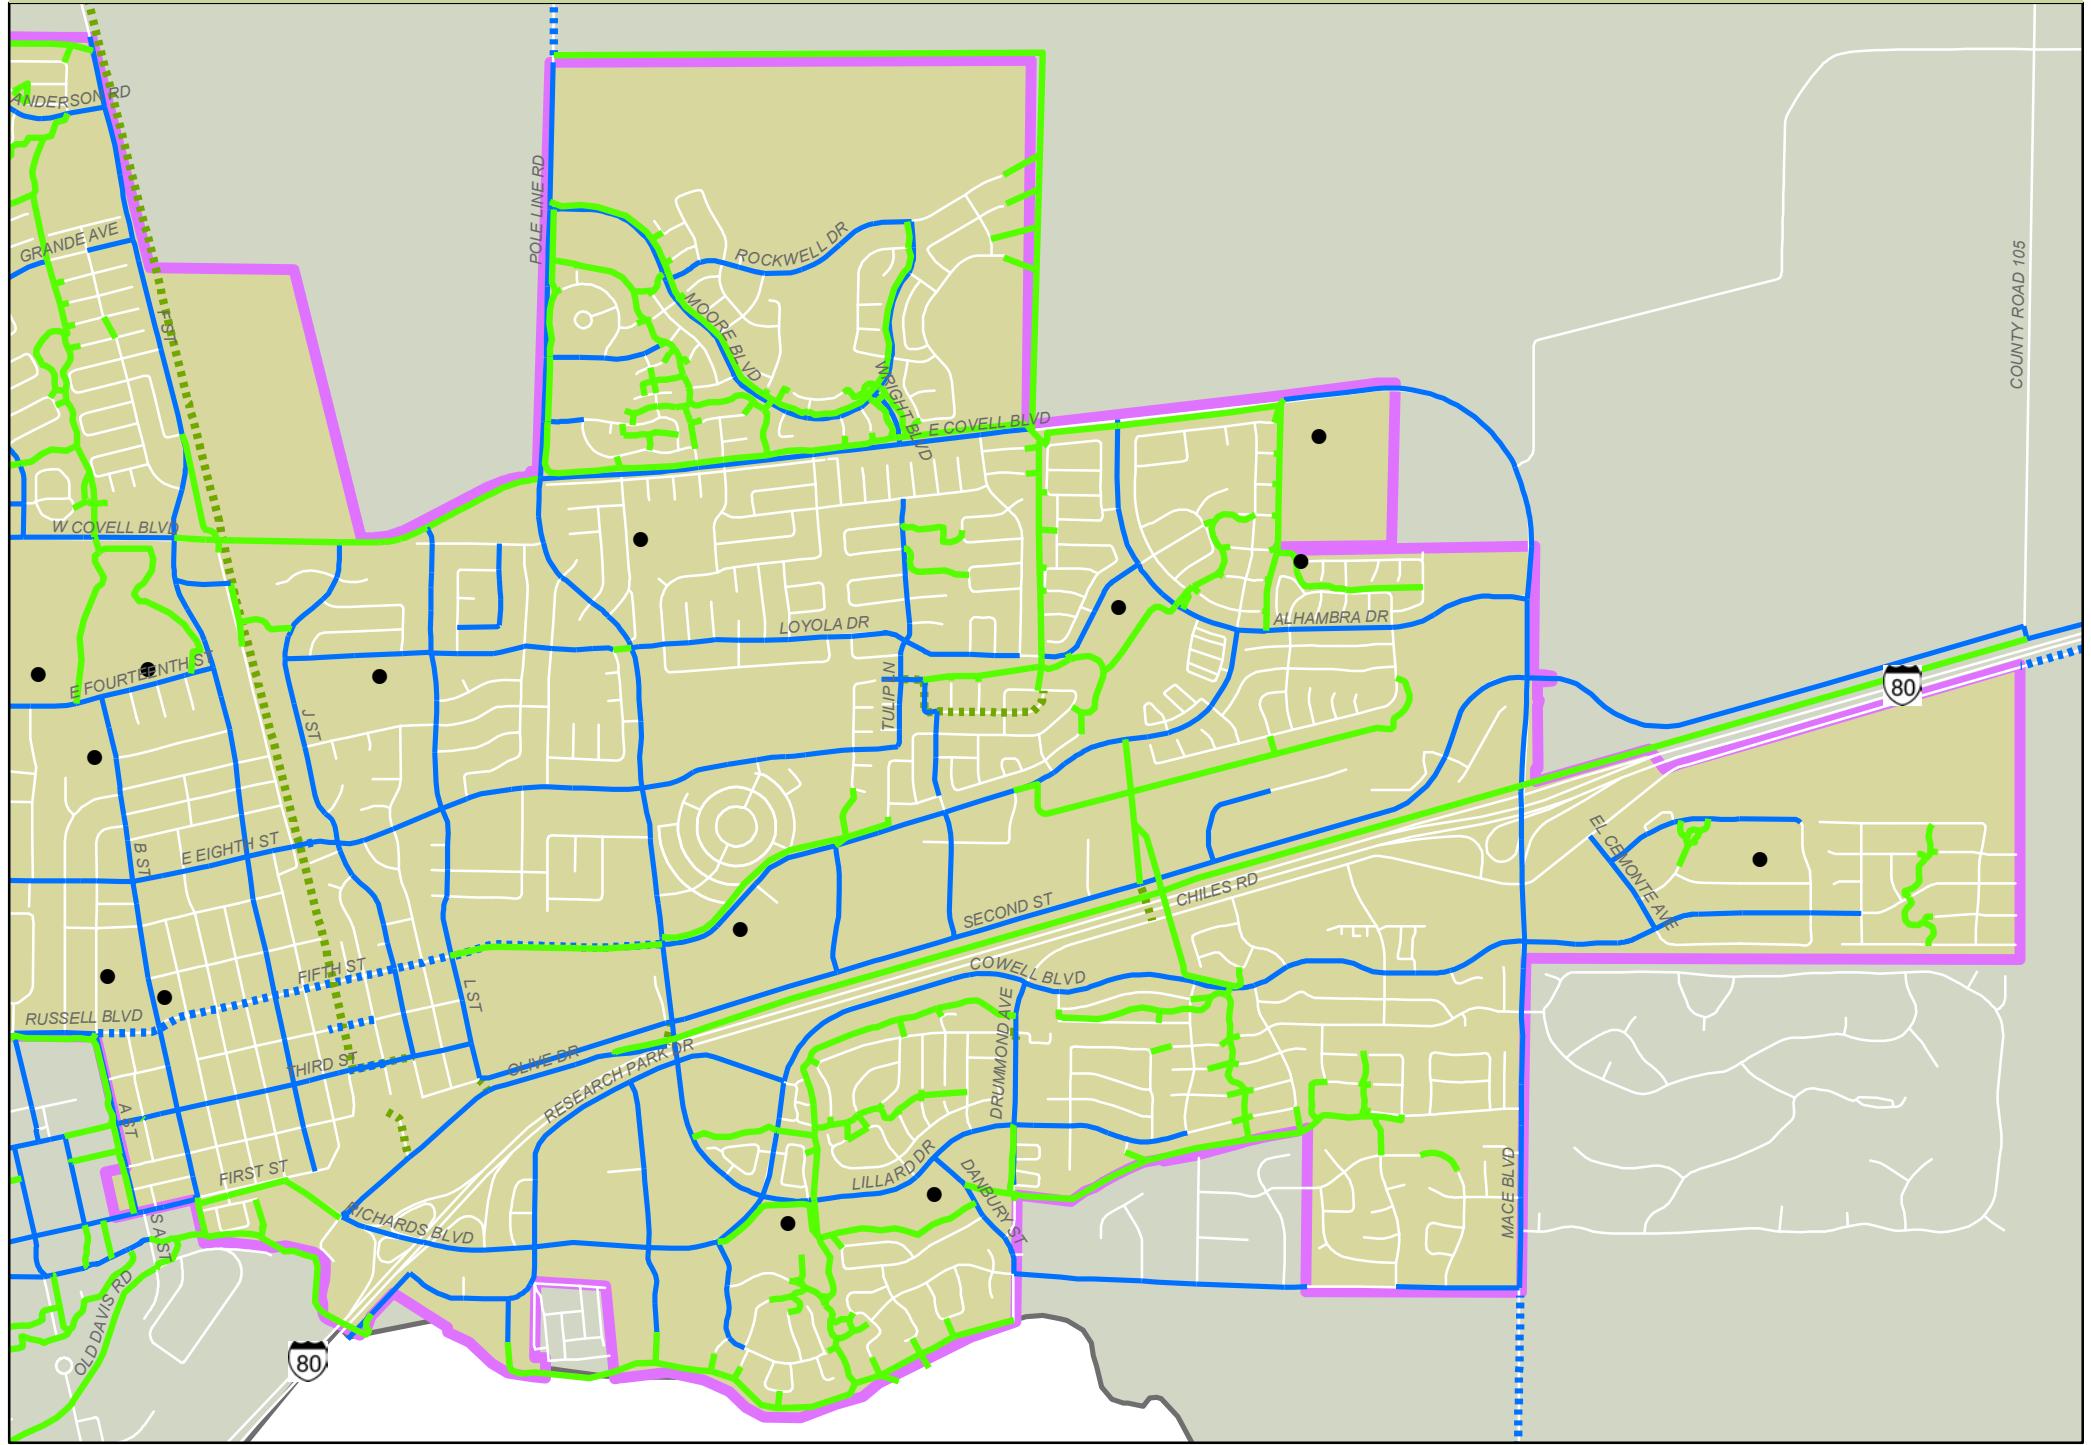 ANDERSON RD
POLE LINE RD
GRANDE AVE
ROCKWELL DR
COUNTY ROAD 105
F ST
MOORE BLVD
WRIGHT BLVD
E COVELL BLVD
W COVELL BLVD
LOYOLA DR
ALHAMBRA DR
E FOURTEENTH ST
TULIP LN
80
J ST
E EIGHTH ST
B ST
EL CEMONTE AVE
CHILES RD
SECOND ST
FIFTH ST
COWELL BLVD
L ST
RUSSELL BLVD
DRUMMOND AVE
THIRD ST
OLIVE DR
RESEARCH PARK DR
A ST
FIRST ST
LILLARD DR
DANBURY ST
MACE BLVD
RICHARDS BLVD
S A ST
OLD DAVIS RD
80